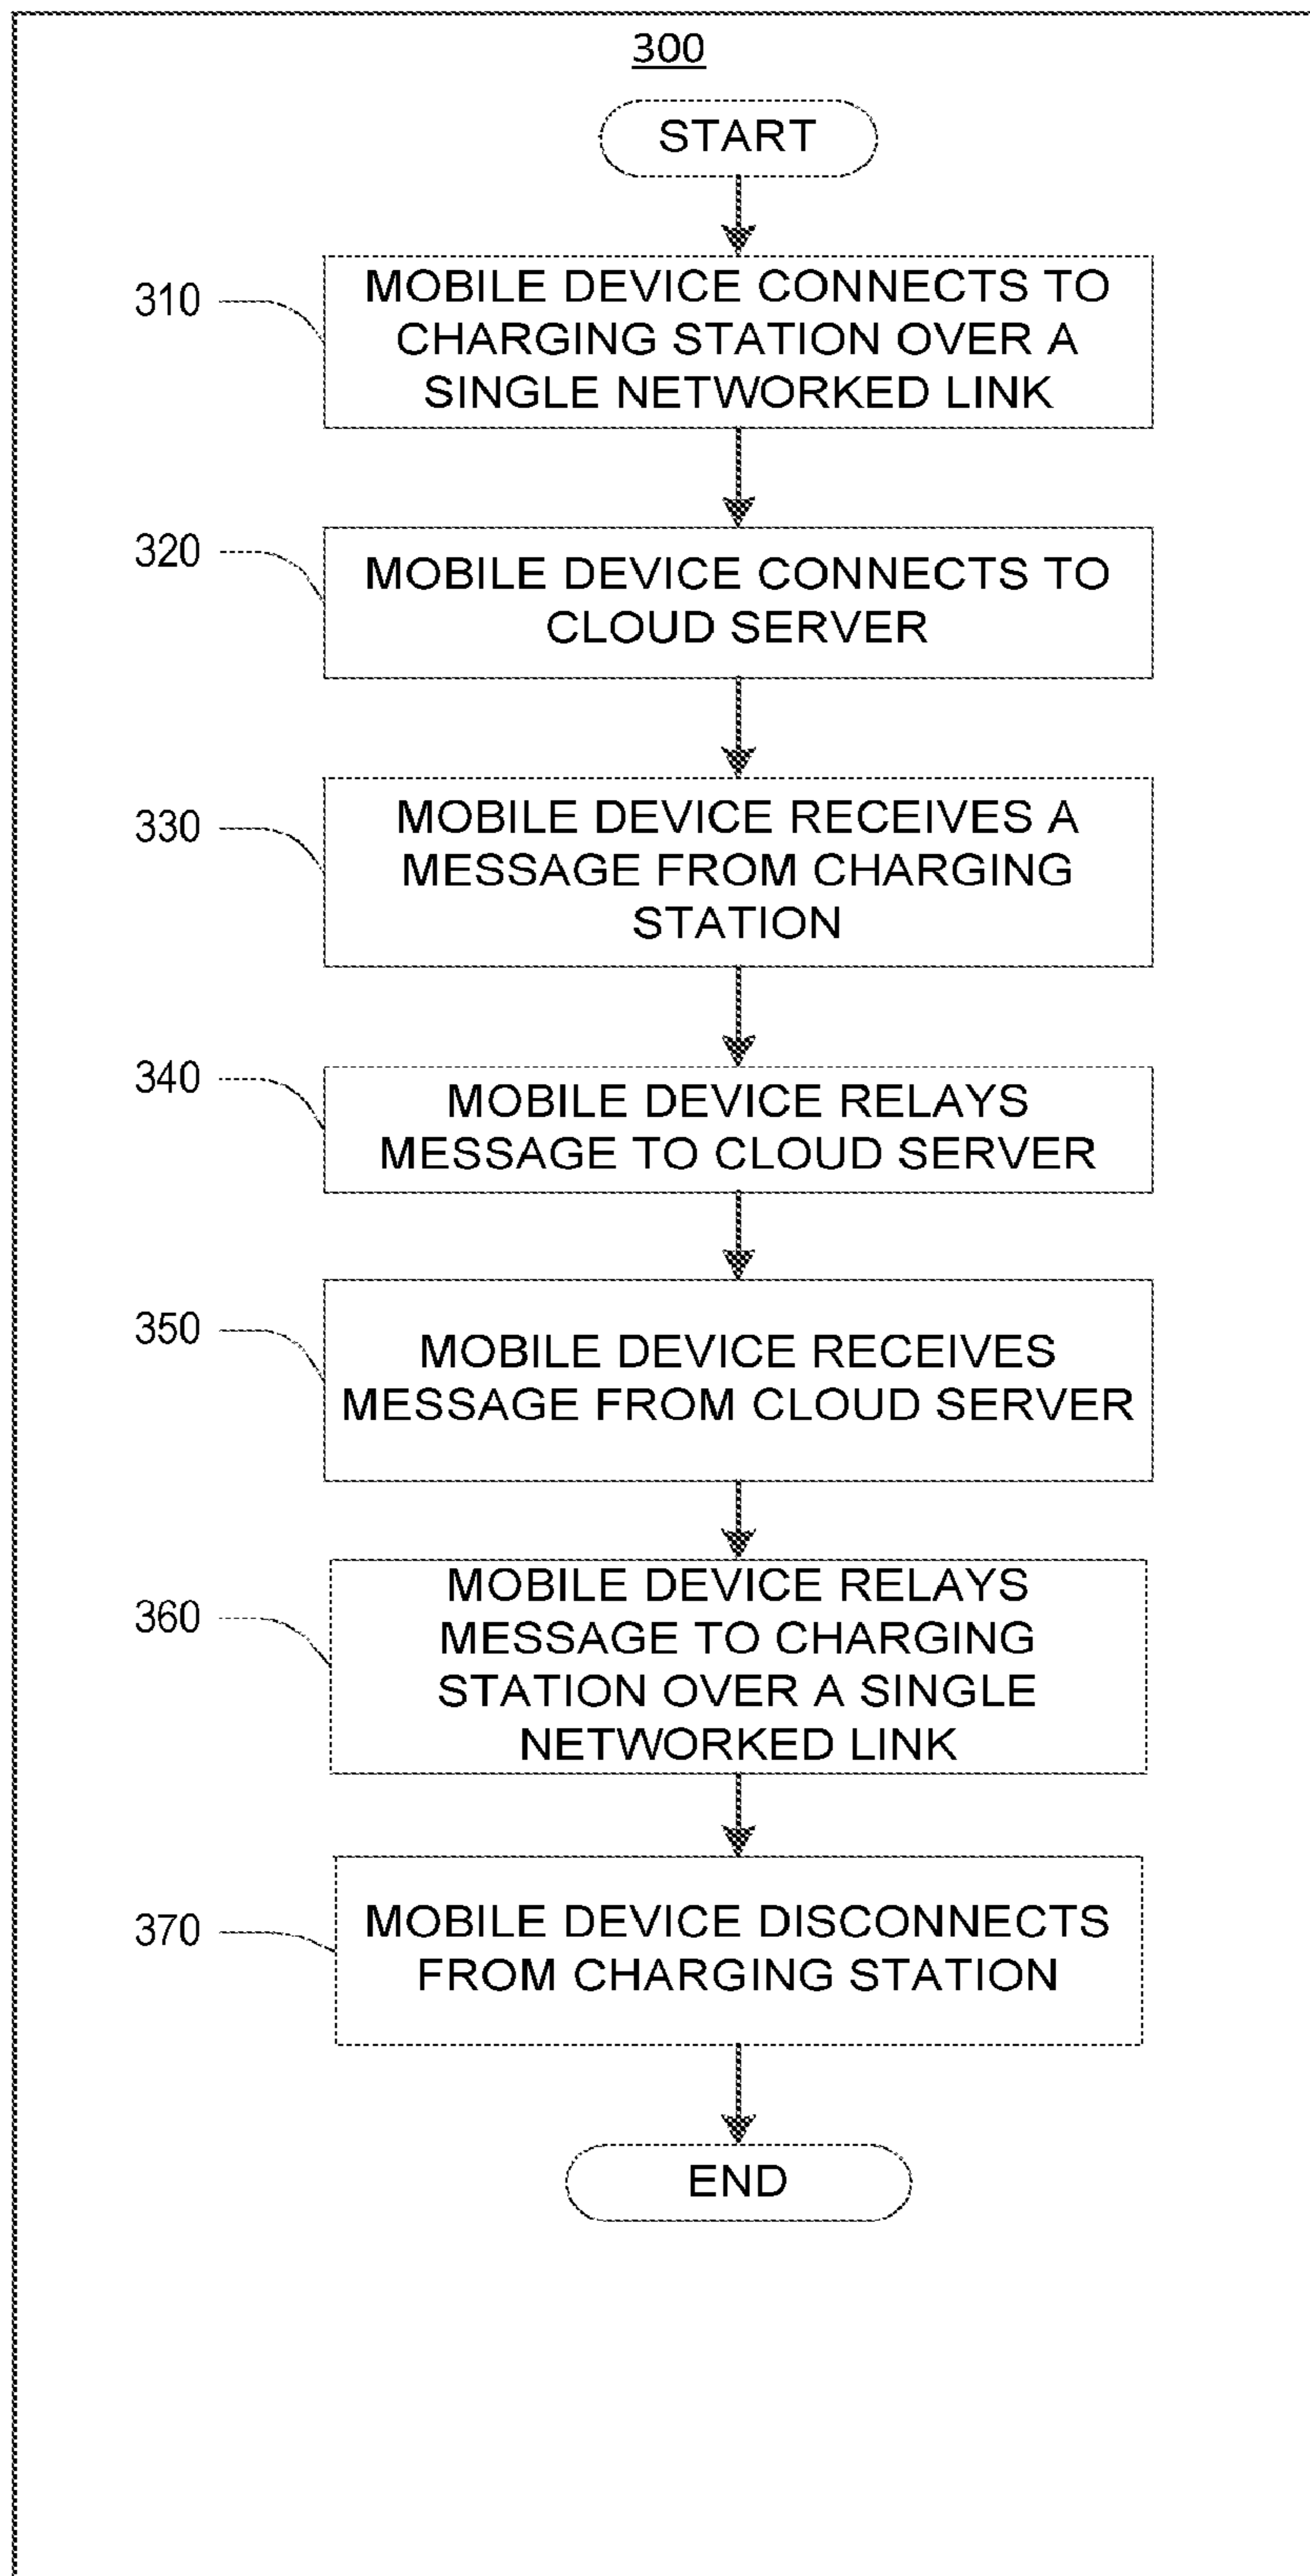 300
START
310
MOBILE DEVICE CONNECTS TO
CHARGING STATION OVER A
SINGLE NETWORKED LINK
320
MOBILE DEVICE CONNECTS TO
CLOUD SERVER
330
MOBILE DEVICE RECEIVES A
MESSAGE FROM CHARGING
STATION
340
MOBILE DEVICE RELAYS
MESSAGE TO CLOUD SERVER
350
MOBILE DEVICE RECEIVES
MESSAGE FROM CLOUD SERVER
360
MOBILE DEVICE RELAYS
MESSAGE TO CHARGING
STATION OVER A SINGLE
NETWORKED LINK
370
MOBILE DEVICE DISCONNECTS
FROM CHARGING STATION
END